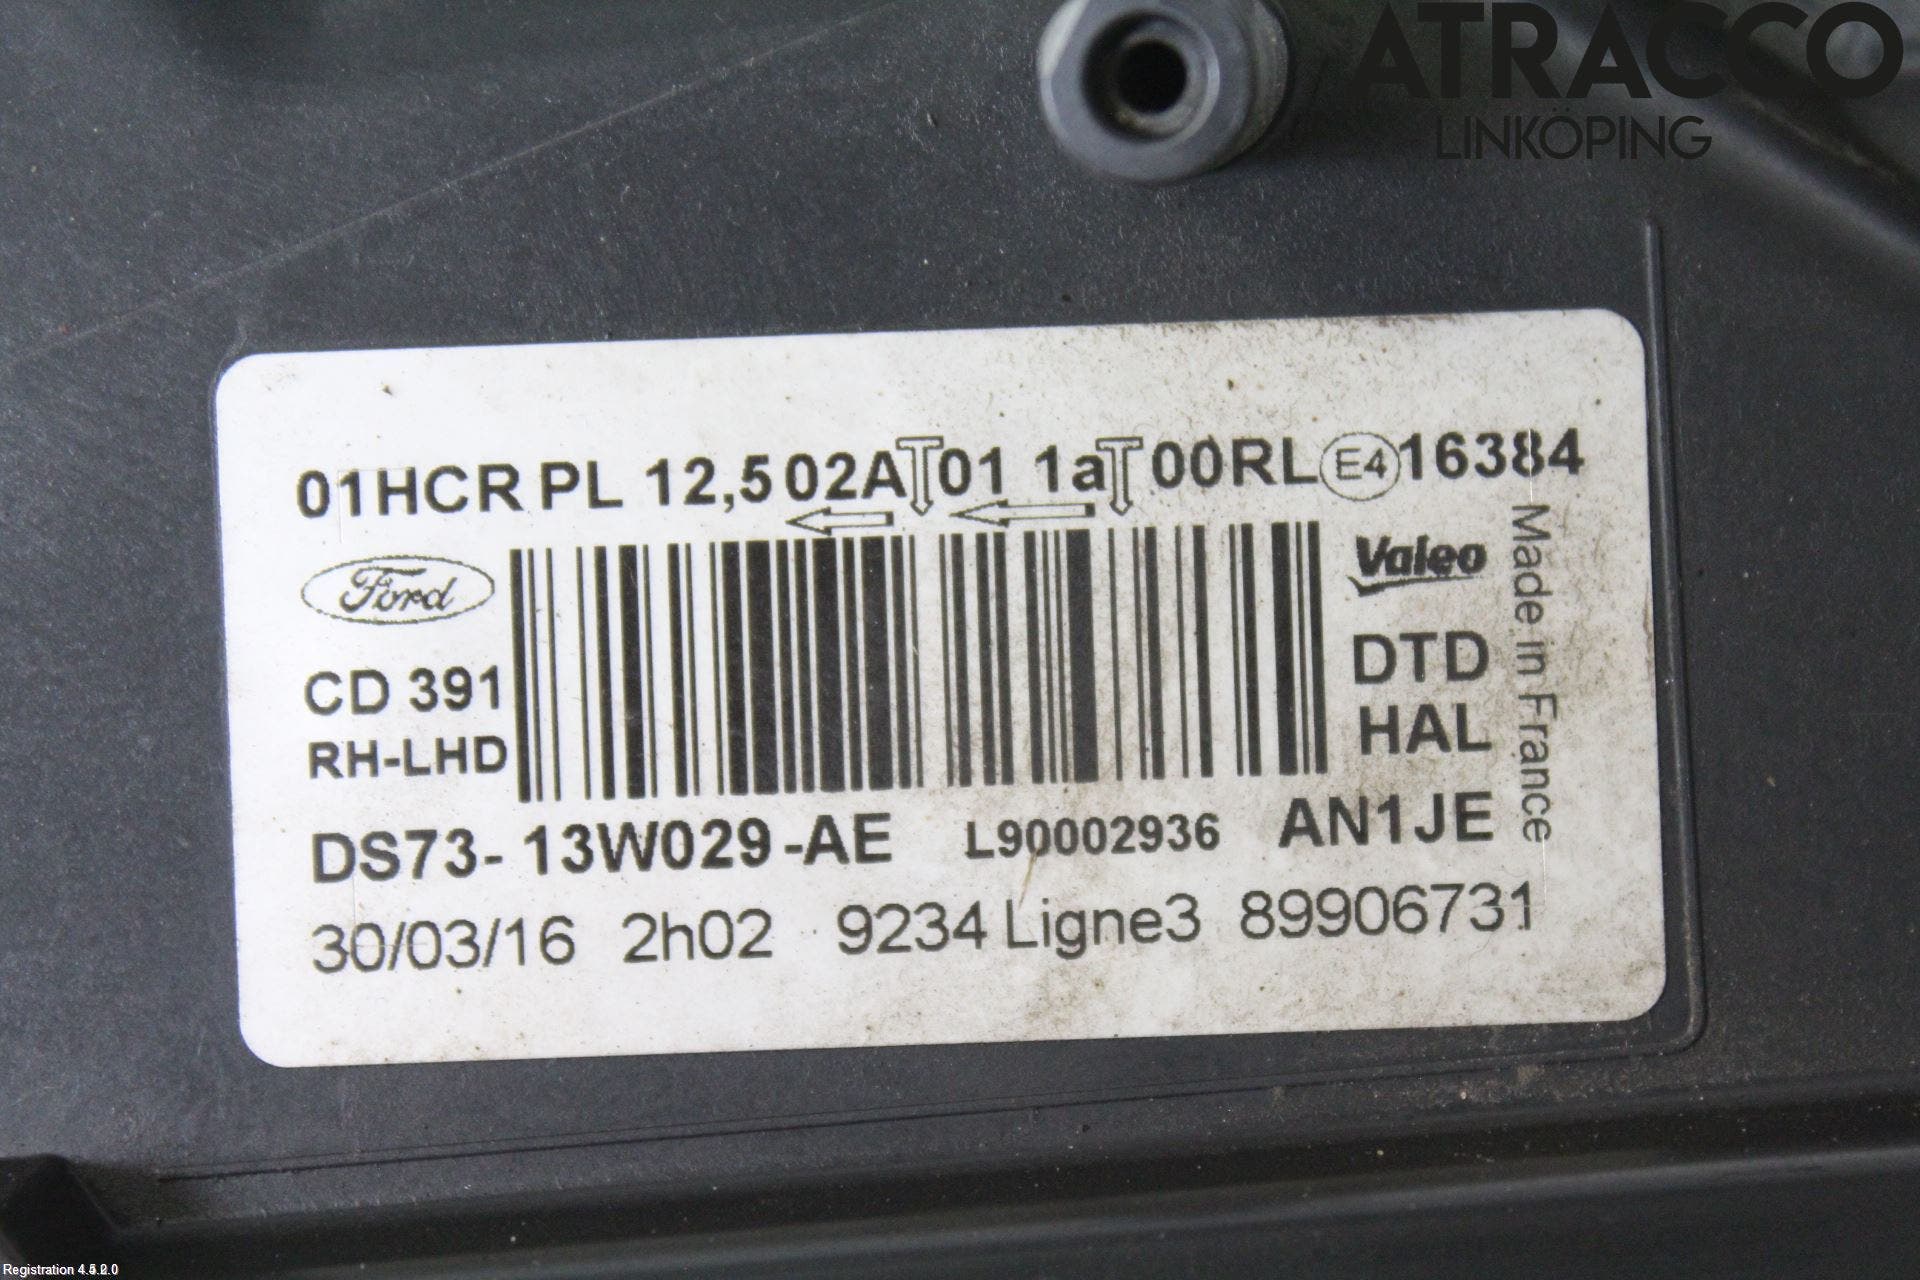 ATRACCO
LINKÖPING
01HCR PL 12,5 02A 01 1a 00RL E4 16384
Ford
Valeo
Made in France
CD 391
DTD
RH-LHD
HAL
DS73-13W029-AE L90002936 AN1JE
30/03/16 2h02 9234 Ligne3 89906731